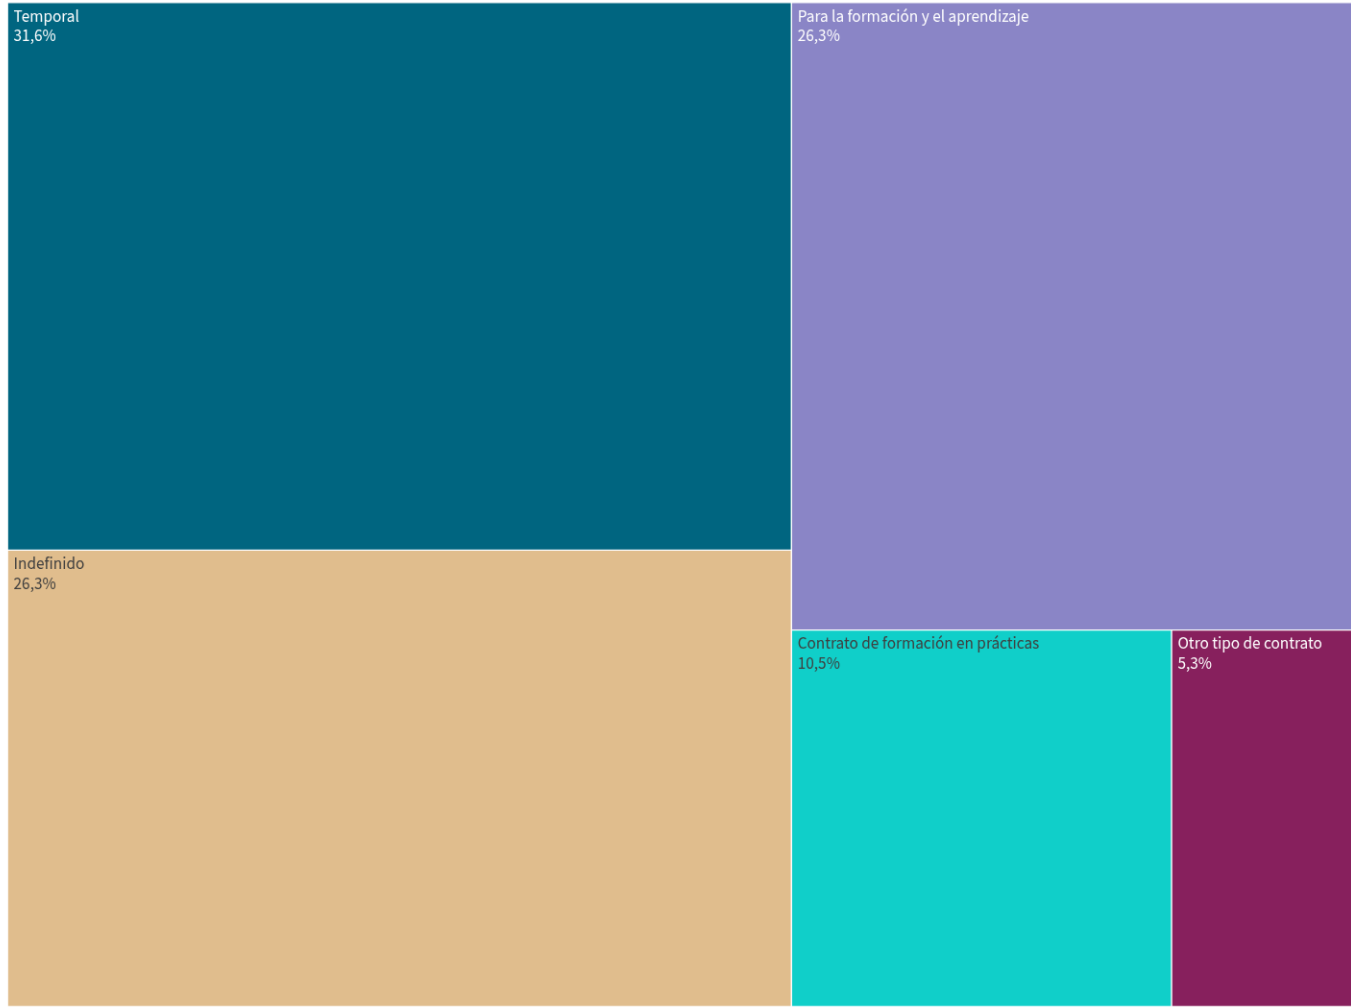 Temporal
31,6%
Para la formación y el aprendizaje
26,3%
Indefinido
26,3%
Contrato de formación en prácticas
10,5%
Otro tipo de contrato
5,3%